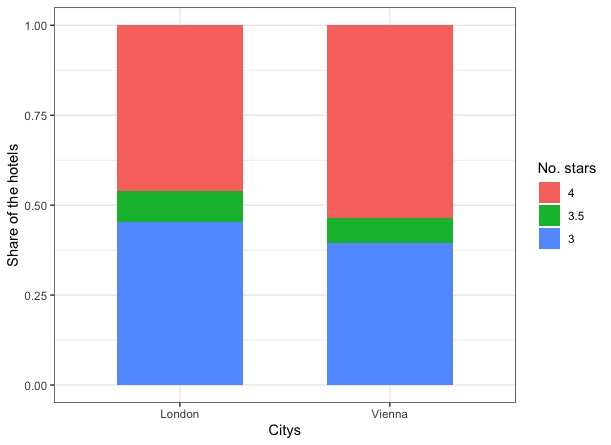 1.00
0.75
0.50
0.25
0.00
Share of the hotels
London Vienna
Citys
No. stars
4
3.5
3